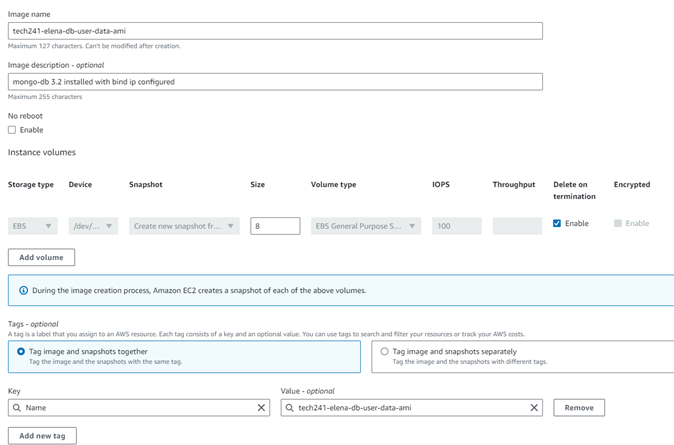 Image name
tech241-elena-db-user-data-ami
Maximum 127 characters. Can't be modified after creation.
Image description - optional
mongo-db 3.2 installed with bind ip configured
Maximum 255 characters
No reboot
Enable
Instance volumes
Storage type Device Snapshot Size Volume type IOPS Throughput Delete on termination Encrypted
EBS /dev/... Create new snapshot fr... 8 EBS General Purpose S... 100 Enable Enable
Add volume
During the image creation process, Amazon EC2 creates a snapshot of each of the above volumes.
Tags - optional
A tag is a label that you assign to an AWS resource. Each tag consists of a key and an optional value. You can use tags to search and filter your resources or track your AWS costs.
Tag image and snapshots together Tag image and snapshots separately
Tag the image and the snapshots with the same tag. Tag the image and the snapshots with different tags.
Key Value - optional
Name tech241-elena-db-user-data-ami Remove
Add new tag